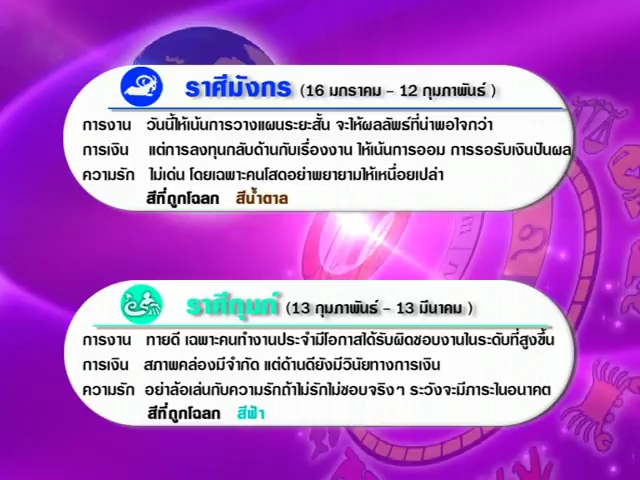 ราศีมังกร (16 มกราคม - 12 กุมภาพันธ์ )
การงาน วันนี้ให้เน้นการวางแผนระยะสั้น จะให้ผลลัพธ์ที่น่าพอใจกว่า
การเงิน แต่การลงทุนกลับด้านกับเรื่องงาน ให้เน้นการออม การรอรับเงินปันผล
ความรัก ไม่เด่น โดยเฉพาะคนโสดอย่าพยายามให้เหนื่อยเปล่า
สีที่ถูกโฉลก สีน้ำตาล
ราศีกุมภ์ (13 กุมภาพันธ์ - 13 มีนาคม )
การงาน ทายดี เฉพาะคนทำงานประจำมีโอกาสได้รับผิดชอบงานในระดับที่สูงขึ้น
การเงิน สภาพคล่องมีจำกัด แต่ด้านดียังมีวินัยทางการเงิน
ความรัก อย่าล้อเล่นกับความรักถ้าไม่รักไม่ชอบจริงๆ ระวังจะมีภาระในอนาคต
สีที่ถูกโฉลก สีฟ้า